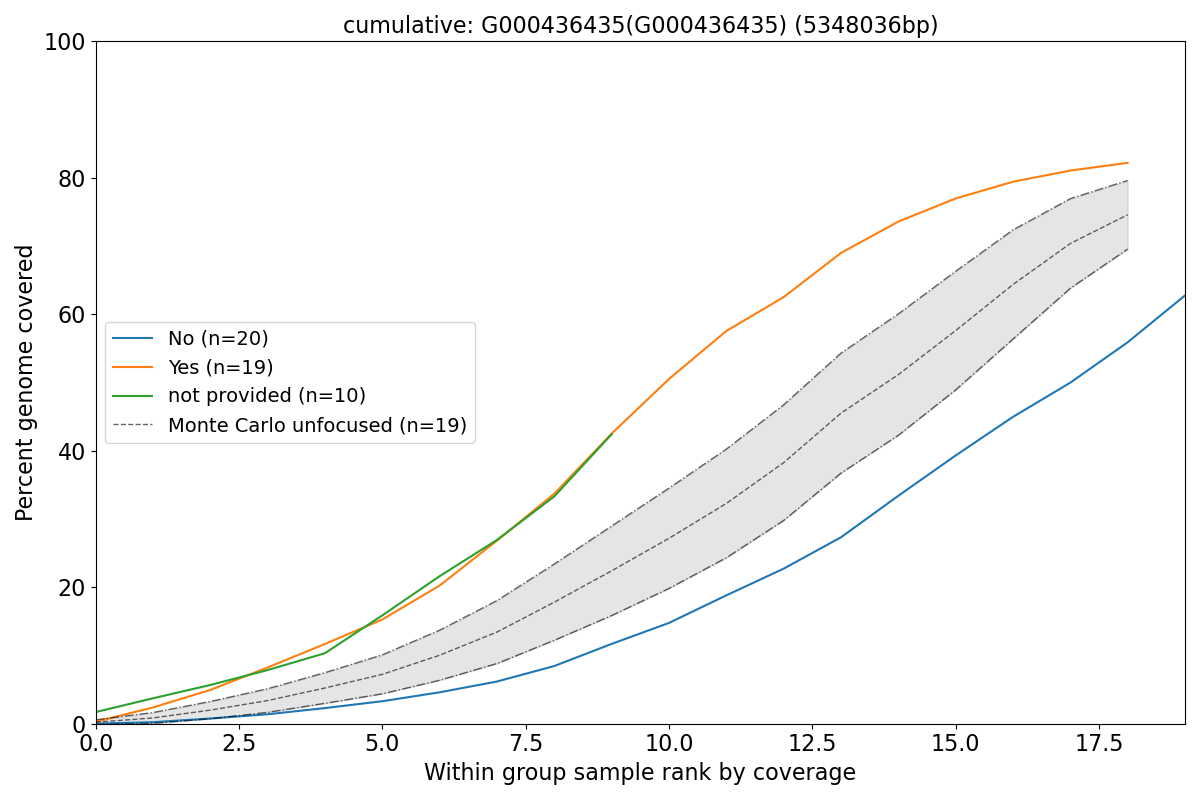 cumulative: G000436435(G000436435) (5348036bp)
100
80
60
40
20
0
Percent genome covered
No (n=20)
Yes (n=19)
not provided (n=10)
Monte Carlo unfocused (n=19)
0.0 2.5 5.0 7.5 10.0 12.5 15.0 17.5
Within group sample rank by coverage